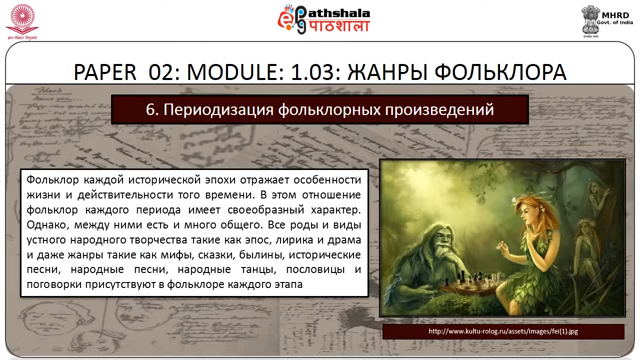 ePathshala
पाठशाला
MHRD
Govt. of India
PAPER 02: MODULE: 1.03: ЖАНРЫ ФОЛЬКЛОРА
6. Периодизация фольклорных произведений
Фольклор каждой исторической эпохи отражает особенности
жизни и действительности того времени. В этом отношение
фольклор каждого периода имеет своеобразный характер.
Однако, между ними есть и много общего. Все роды и виды
устного народного творчества такие как эпос, лирика и драма
и даже жанры такие как мифы, сказки, былины, исторические
песни, народные песни, народные танцы, пословицы и
поговорки присутствуют в фольклоре каждого этапа
http://www.kultu-rolog.ru/assets/images/fei(1).jpg